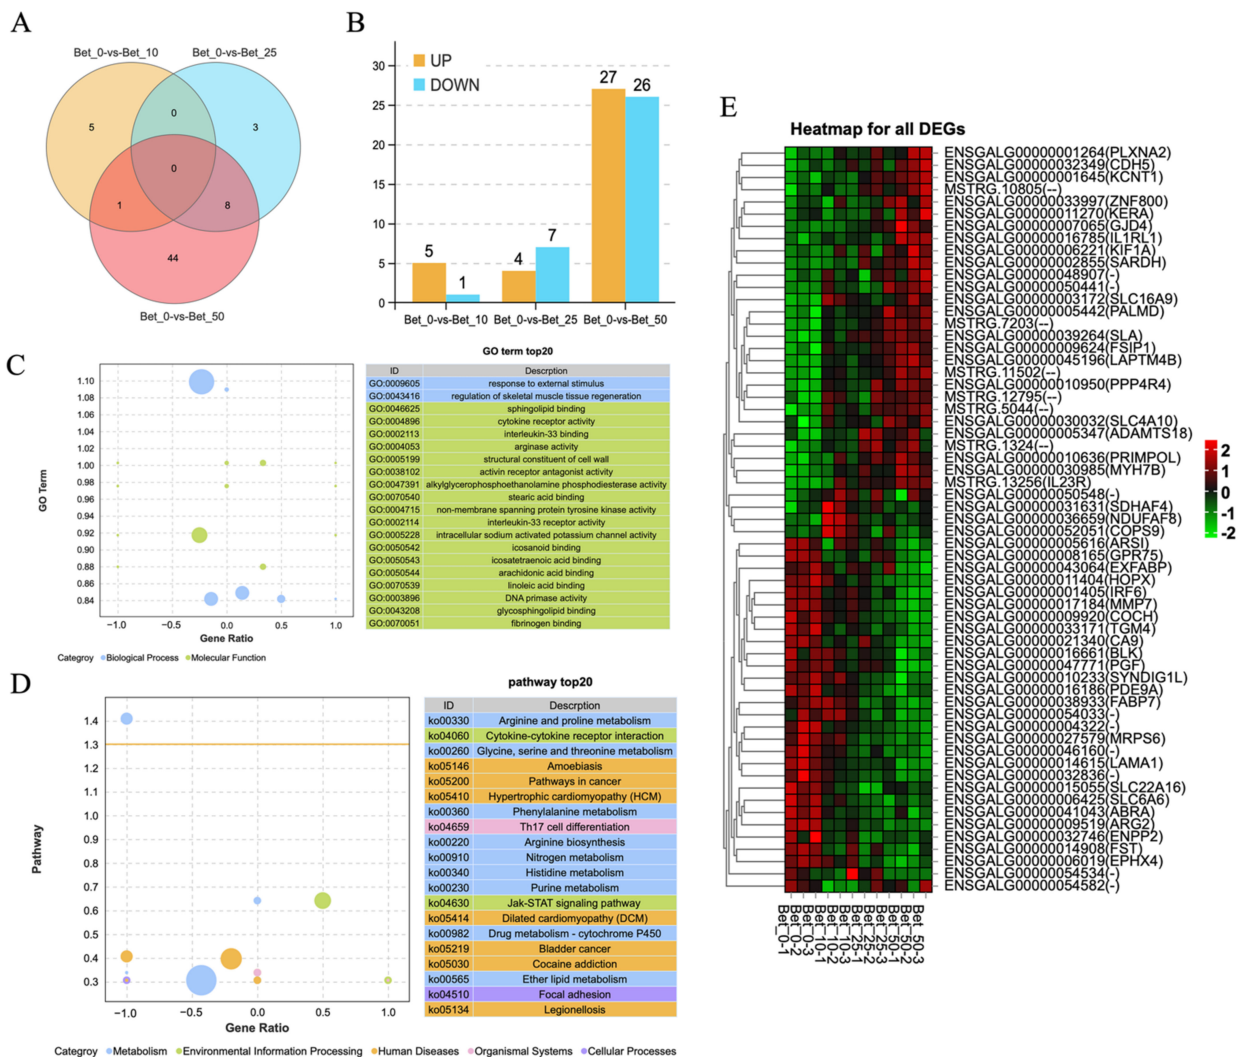 A
Bet_0-vs-Bet_10
Bet_0-vs-Bet_25
5
0
3
0
1
8
44
Bet_0-vs-Bet_50
B
UP
DOWN
30
25
20
15
10
5
0
5
1
4
7
27
26
Bet_0-vs-Bet_10
Bet_0-vs-Bet_25
Bet_0-vs-Bet_50
C
GO Term
1.10
1.08
1.06
1.04
1.02
1.00
0.98
0.96
0.94
0.92
0.90
0.88
0.86
0.84
−1.0
−0.5
0.0
0.5
1.0
Gene Ratio
Categroy
Biological Process
Molecular Function
GO term top20
ID Descrption
GO:0009605 response to external stimulus
GO:0043416 regulation of skeletal muscle tissue regeneration
GO:0046625 sphingolipid binding
GO:0004896 cytokine receptor activity
GO:0002113 interleukin-33 binding
GO:0004053 arginase activity
GO:0005199 structural constituent of cell wall
GO:0038102 activin receptor antagonist activity
GO:0047391 alkylglycerophosphoethanolamine phosphodiesterase activity
GO:0070540 stearic acid binding
GO:0004715 non-membrane spanning protein tyrosine kinase activity
GO:0002114 interleukin-33 receptor activity
GO:0005228 intracellular sodium activated potassium channel activity
GO:0050542 icosanoid binding
GO:0050543 icosatetraenoic acid binding
GO:0050544 arachidonic acid binding
GO:0070539 linoleic acid binding
GO:0003896 DNA primase activity
GO:0043208 glycosphingolipid binding
GO:0070051 fibrinogen binding
D
Pathway
1.4
1.3
1.2
1.1
1.0
0.9
0.8
0.7
0.6
0.5
0.4
0.3
−1.0
−0.5
0.0
0.5
1.0
Gene Ratio
Categroy
Metabolism
Environmental Information Processing
Human Diseases
Organismal Systems
Cellular Processes
pathway top20
ID Descrption
ko00330 Arginine and proline metabolism
ko04060 Cytokine-cytokine receptor interaction
ko00260 Glycine, serine and threonine metabolism
ko05146 Amoebiasis
ko05200 Pathways in cancer
ko05410 Hypertrophic cardiomyopathy (HCM)
ko00360 Phenylalanine metabolism
ko04659 Th17 cell differentiation
ko00220 Arginine biosynthesis
ko00910 Nitrogen metabolism
ko00340 Histidine metabolism
ko00230 Purine metabolism
ko04630 Jak-STAT signaling pathway
ko05414 Dilated cardiomyopathy (DCM)
ko00982 Drug metabolism - cytochrome P450
ko05219 Bladder cancer
ko05030 Cocaine addiction
ko00565 Ether lipid metabolism
ko04510 Focal adhesion
ko05134 Legionellosis
E
Heatmap for all DEGs
ENSGALG00000001264(PLXNA2)
ENSGALG00000032349(CDH5)
ENSGALG00000001645(KCNT1)
MSTRG.10805(--)
ENSGALG00000033997(ZNF800)
ENSGALG00000011270(KERA)
ENSGALG00000007065(GJD4)
ENSGALG00000016785(IL1RL1)
ENSGALG00000006221(KIF1A)
ENSGALG00000002855(SARDH)
ENSGALG00000048907(-)
ENSGALG00000050441(-)
ENSGALG00000003172(SLC16A9)
ENSGALG00000005442(PALMD)
MSTRG.7203(--)
ENSGALG00000039264(SLA)
ENSGALG00000009624(FSIP1)
ENSGALG00000045196(LAPTM4B)
MSTRG.11502(--)
ENSGALG00000010950(PPP4R4)
MSTRG.12795(--)
MSTRG.5044(--)
ENSGALG00000030032(SLC4A10)
ENSGALG00000005347(ADAMTS18)
MSTRG.1324(--)
ENSGALG00000010636(PRIMPOL)
ENSGALG00000030985(MYH7B)
MSTRG.13256(IL23R)
ENSGALG00000050548(-)
ENSGALG00000031631(SDHAF4)
ENSGALG00000036659(NDUFAF8)
ENSGALG00000052051(COPS9)
ENSGALG00000005616(ARSI)
ENSGALG00000008165(GPR75)
ENSGALG00000043064(EXFABP)
ENSGALG00000011404(HOPX)
ENSGALG00000001405(IRF6)
ENSGALG00000017184(MMP7)
ENSGALG00000009920(COCH)
ENSGALG00000033171(TGM4)
ENSGALG00000021340(CA9)
ENSGALG00000016661(BLK)
ENSGALG00000047771(PGF)
ENSGALG00000010233(SYNDIG1L)
ENSGALG00000016186(PDE9A)
ENSGALG00000038933(FABP7)
ENSGALG00000054033(-)
ENSGALG00000004322(-)
ENSGALG00000027579(MRPS6)
ENSGALG00000046160(-)
ENSGALG00000014615(LAMA1)
ENSGALG00000032836(-)
ENSGALG00000015055(SLC22A16)
ENSGALG00000006425(SLC6A6)
ENSGALG00000041043(ABRA)
ENSGALG00000009519(ARG2)
ENSGALG00000032746(ENPP2)
ENSGALG00000014908(FST)
ENSGALG00000006019(EPHX4)
ENSGALG00000054534(-)
ENSGALG00000054582(-)
2
1
0
-1
-2
Bet_0-1
Bet_0-2
Bet_0-3
Bet_10-1
Bet_10-2
Bet_10-3
Bet_25-1
Bet_25-2
Bet_25-3
Bet_50-1
Bet_50-2
Bet 50-3